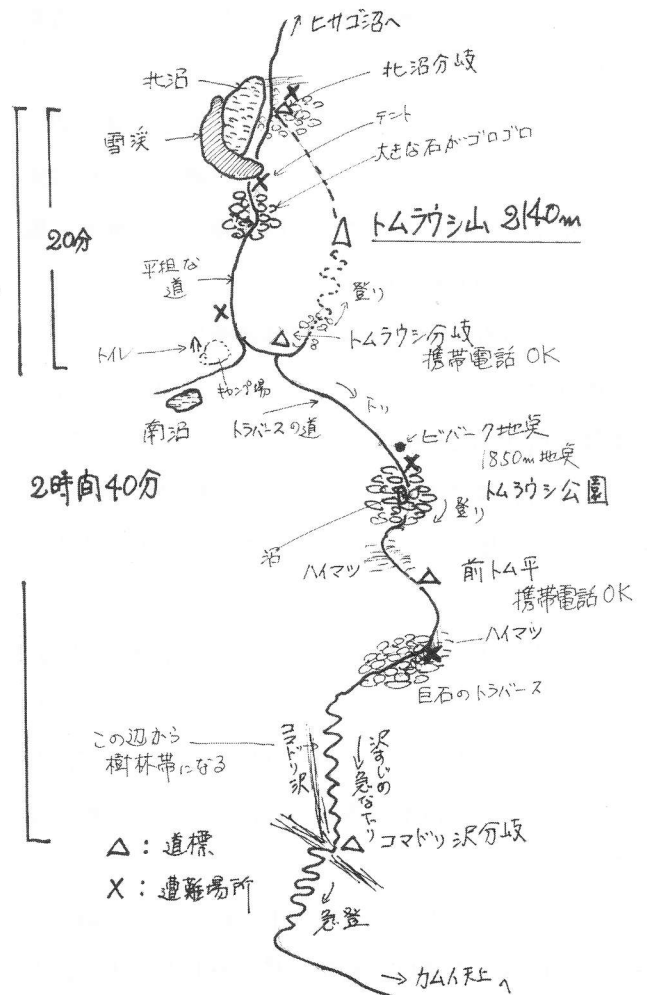 ヒサゴ沼へ
北沼
北沼分岐
雪渓
テント
大きな石がゴロゴロ
トムラウシ山 2140m
20分
平坦な
道
登り
トムラウシ分岐
携帯電話 OK
トイレ
キャンプ場
南沼
トラバースの道
下り
ビバーク地点
1850m地点
トムラウシ公園
2時間40分
登り
沼
ハイマツ
前トム平
携帯電話OK
ハイマツ
巨石のトラバース
この辺から
樹林帯になる
コマドリ沢
沢すじの
急な下り
コマドリ沢分岐
△：道標
X：遭難場所
急登
カムイ天上へ